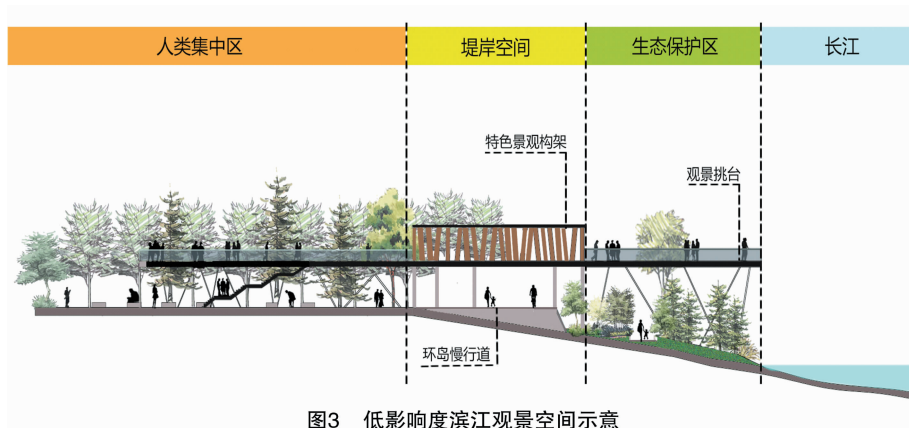 人类集中区 堤岸空间 生态保护区 长江
特色景观构架
观景挑台
环岛慢行道
图3 低影响度滨江观景空间示意